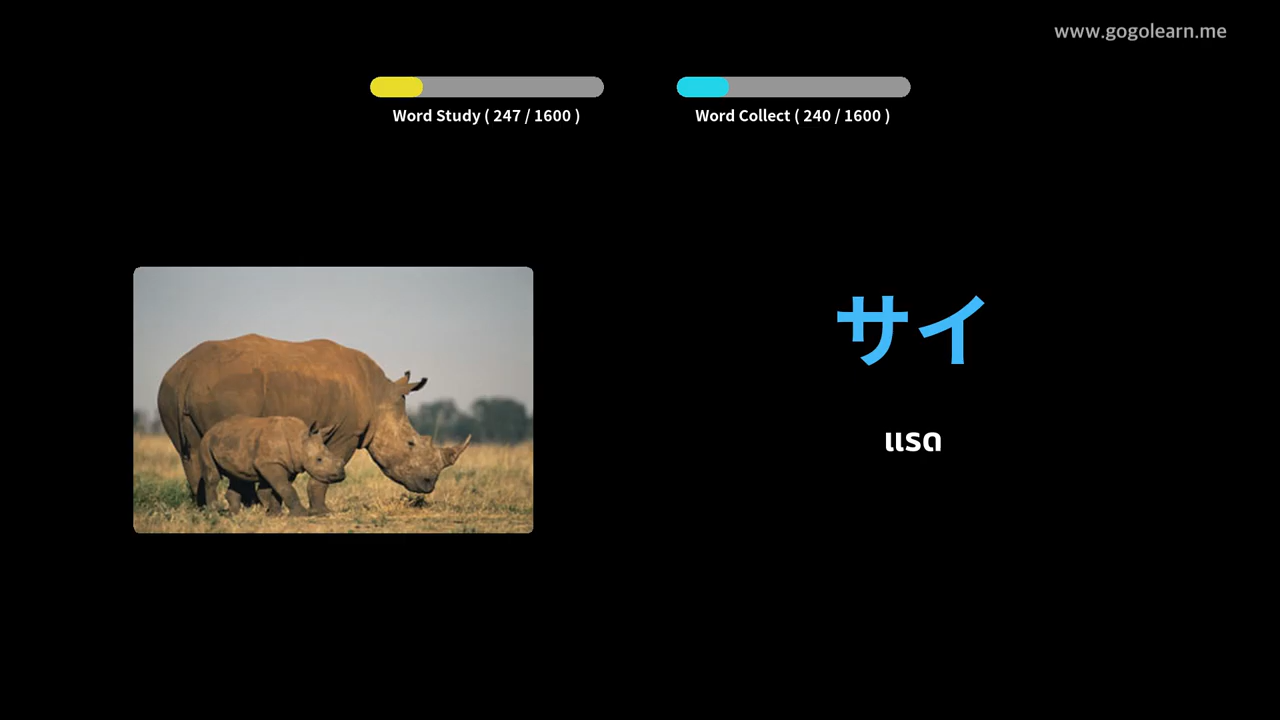 www.gogolearn.me
Word Study ( 247 / 1600 )
Word Collect ( 240 / 1600 )
サイ
แรด